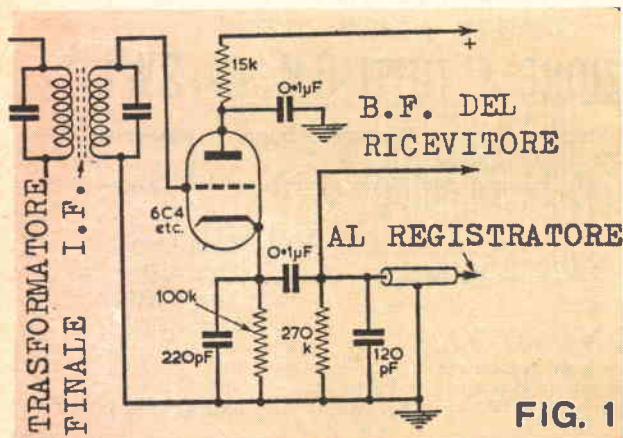 15k
+
0·1µF
B.F. DEL
RICEVITORE
TRASFORMATORE
FINALE I.F.
6C4
etc.
AL REGISTRATORE
0·1µF
100k
220pF
270
k
120
pF
FIG. 1